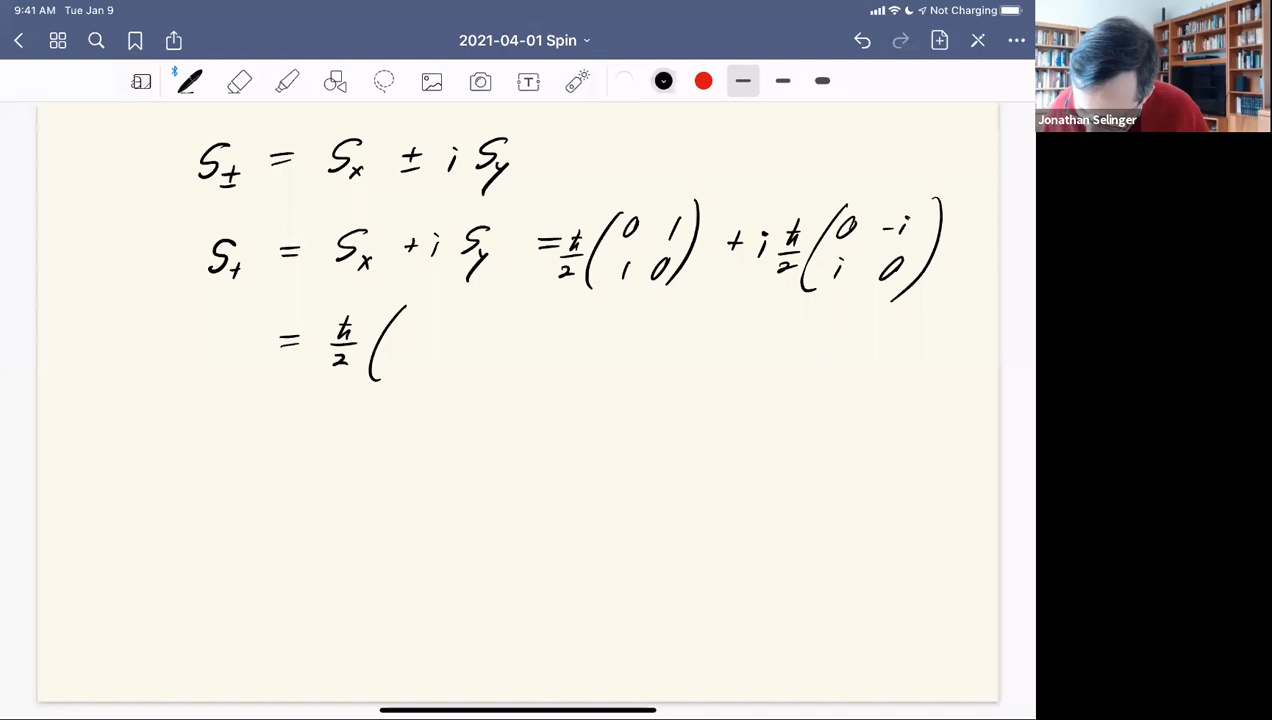 9:41 AM Tue Jan 9
Not Charging
2021-04-01 Spin
T
Jonathan Selinger
S± = Sx ± i Sy
S+ = Sx + i Sy = ħ/2 (0 1 / 1 0) + i ħ/2 (0 -i / i 0)
= ħ/2 (